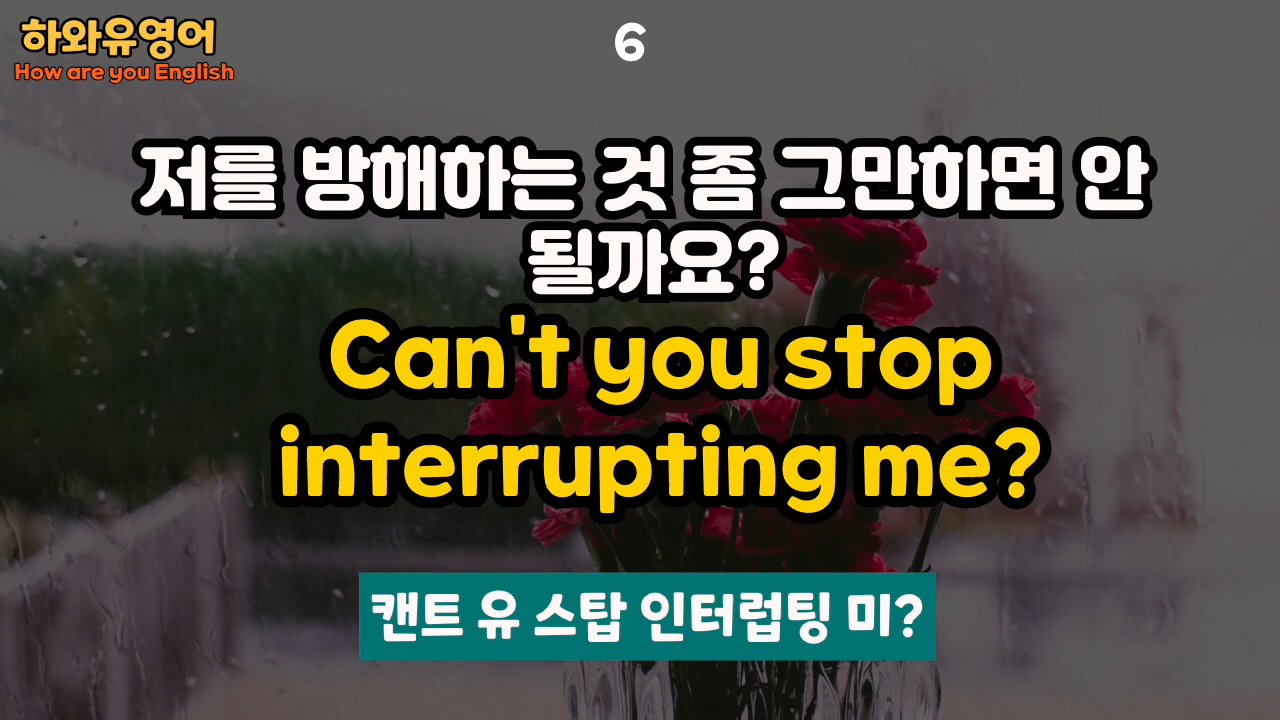 하와유영어
How are you English
6
저를 방해하는 것 좀 그만하면 안
될까요?
Can't you stop
interrupting me?
캔트 유 스탑 인터럽팅 미?